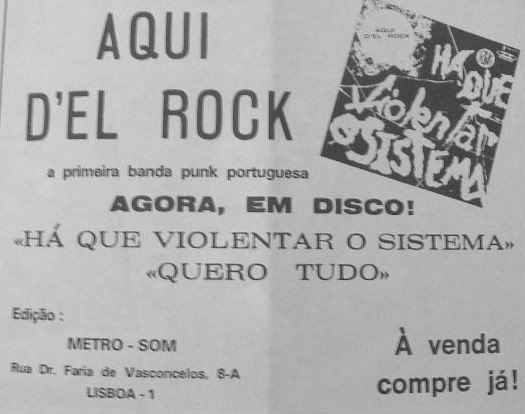 AQUI
D'EL ROCK
AQUI
D'EL ROCK
HÁ QUE
Violentar
O SISTEMA
a primeira banda punk portuguesa
AGORA, EM DISCO!
«HÁ QUE VIOLENTAR O SISTEMA»
«QUERO TUDO»
Edição :
METRO - SOM
Rua Dr. Faria de Vasconcelos, 8-A
LISBOA - 1
À venda
compre já!